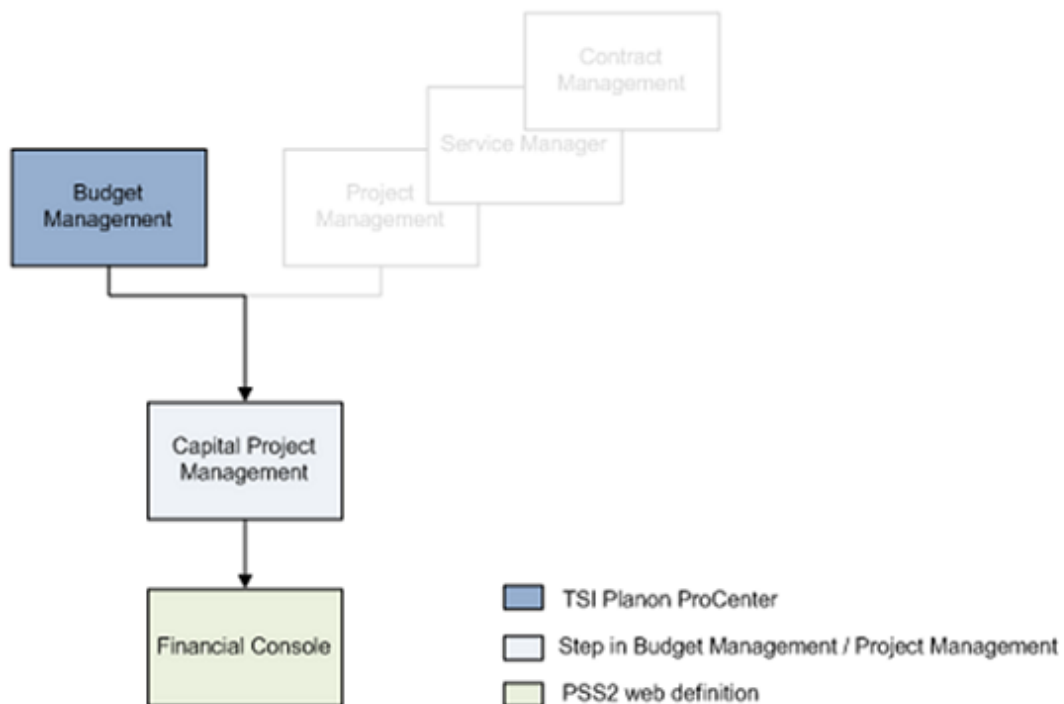 Contract
Management
Service Manager
Budget
Management
Project
Management
Capital Project
Management
Financial Console
TSI Planon ProCenter
Step in Budget Management / Project Management
PSS2 web definition